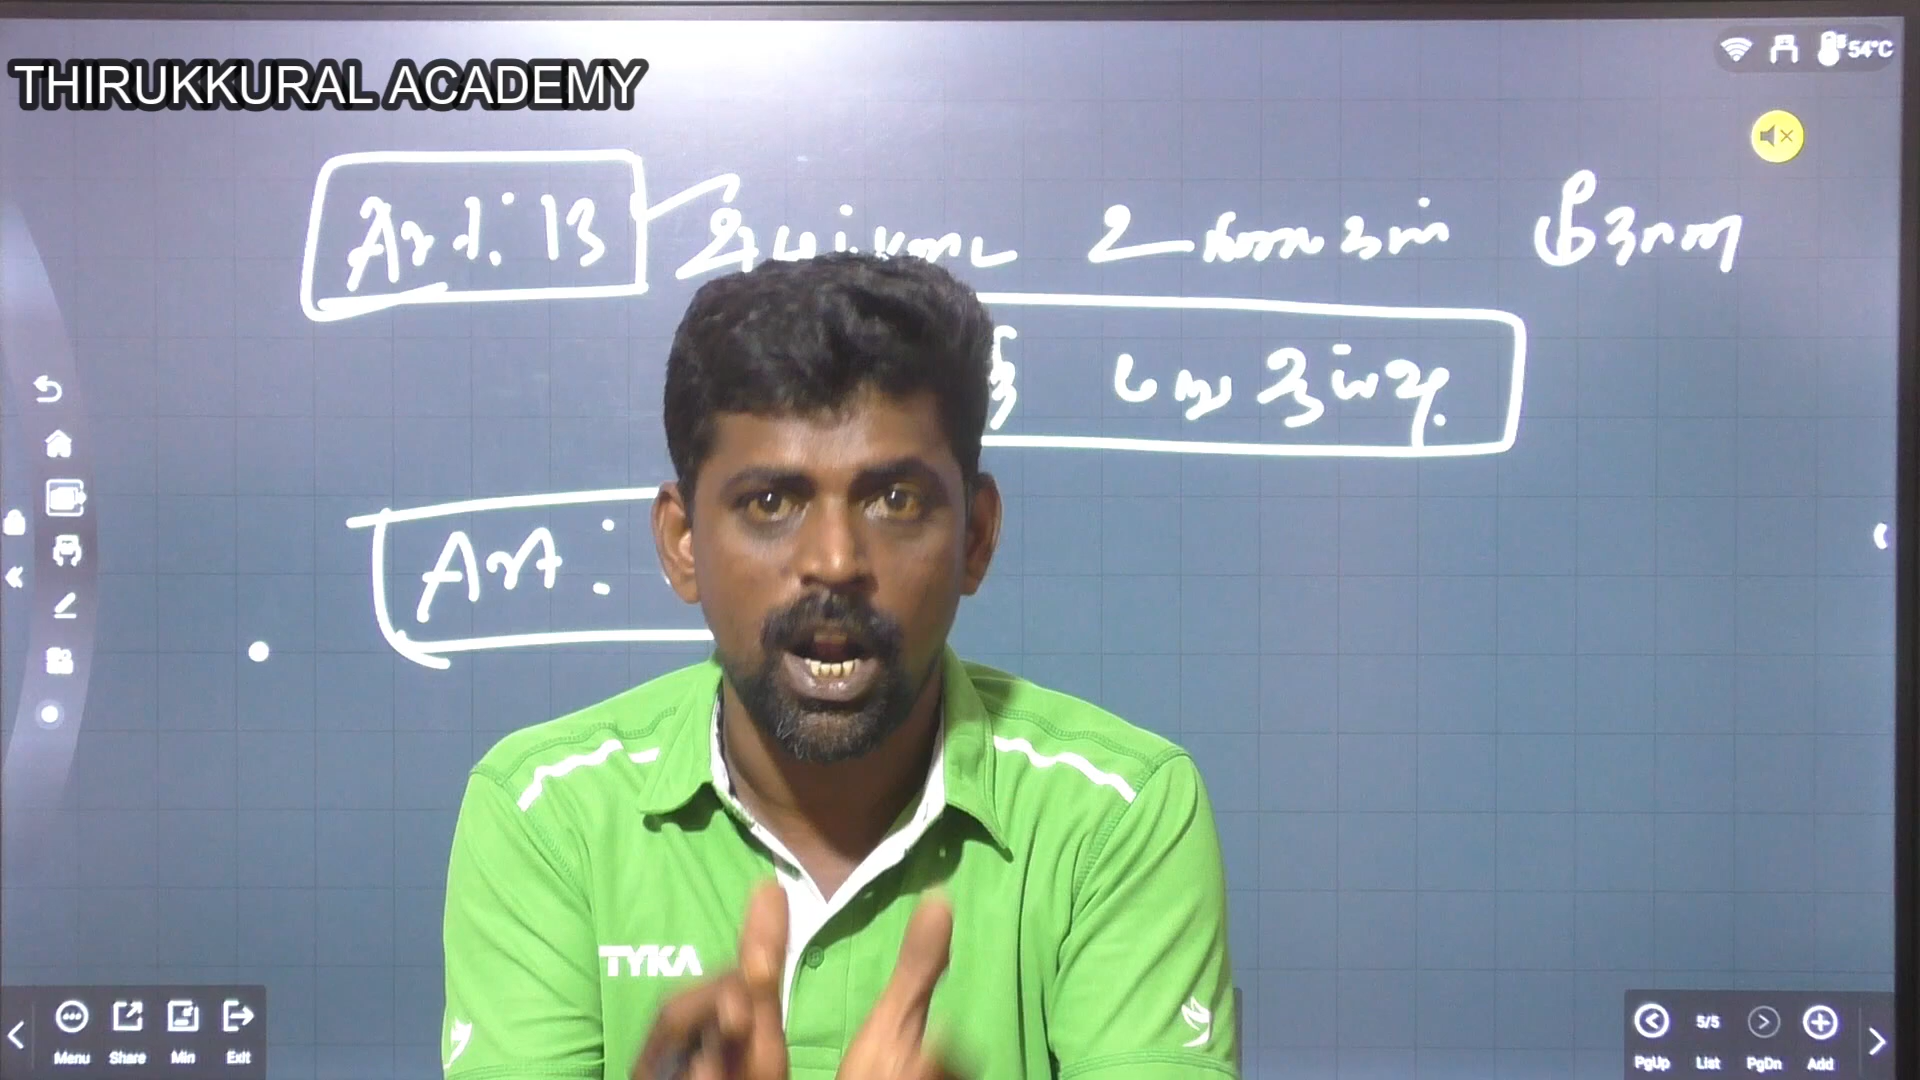 THIRUKKURAL ACADEMY
54°C
Art: 13 அடிப்படை உரிமைகள் மீதான
மறு ஆய்வு
Art :
TYKA
Menu Share Min Exit
5/5
PgUp List PgDn Add